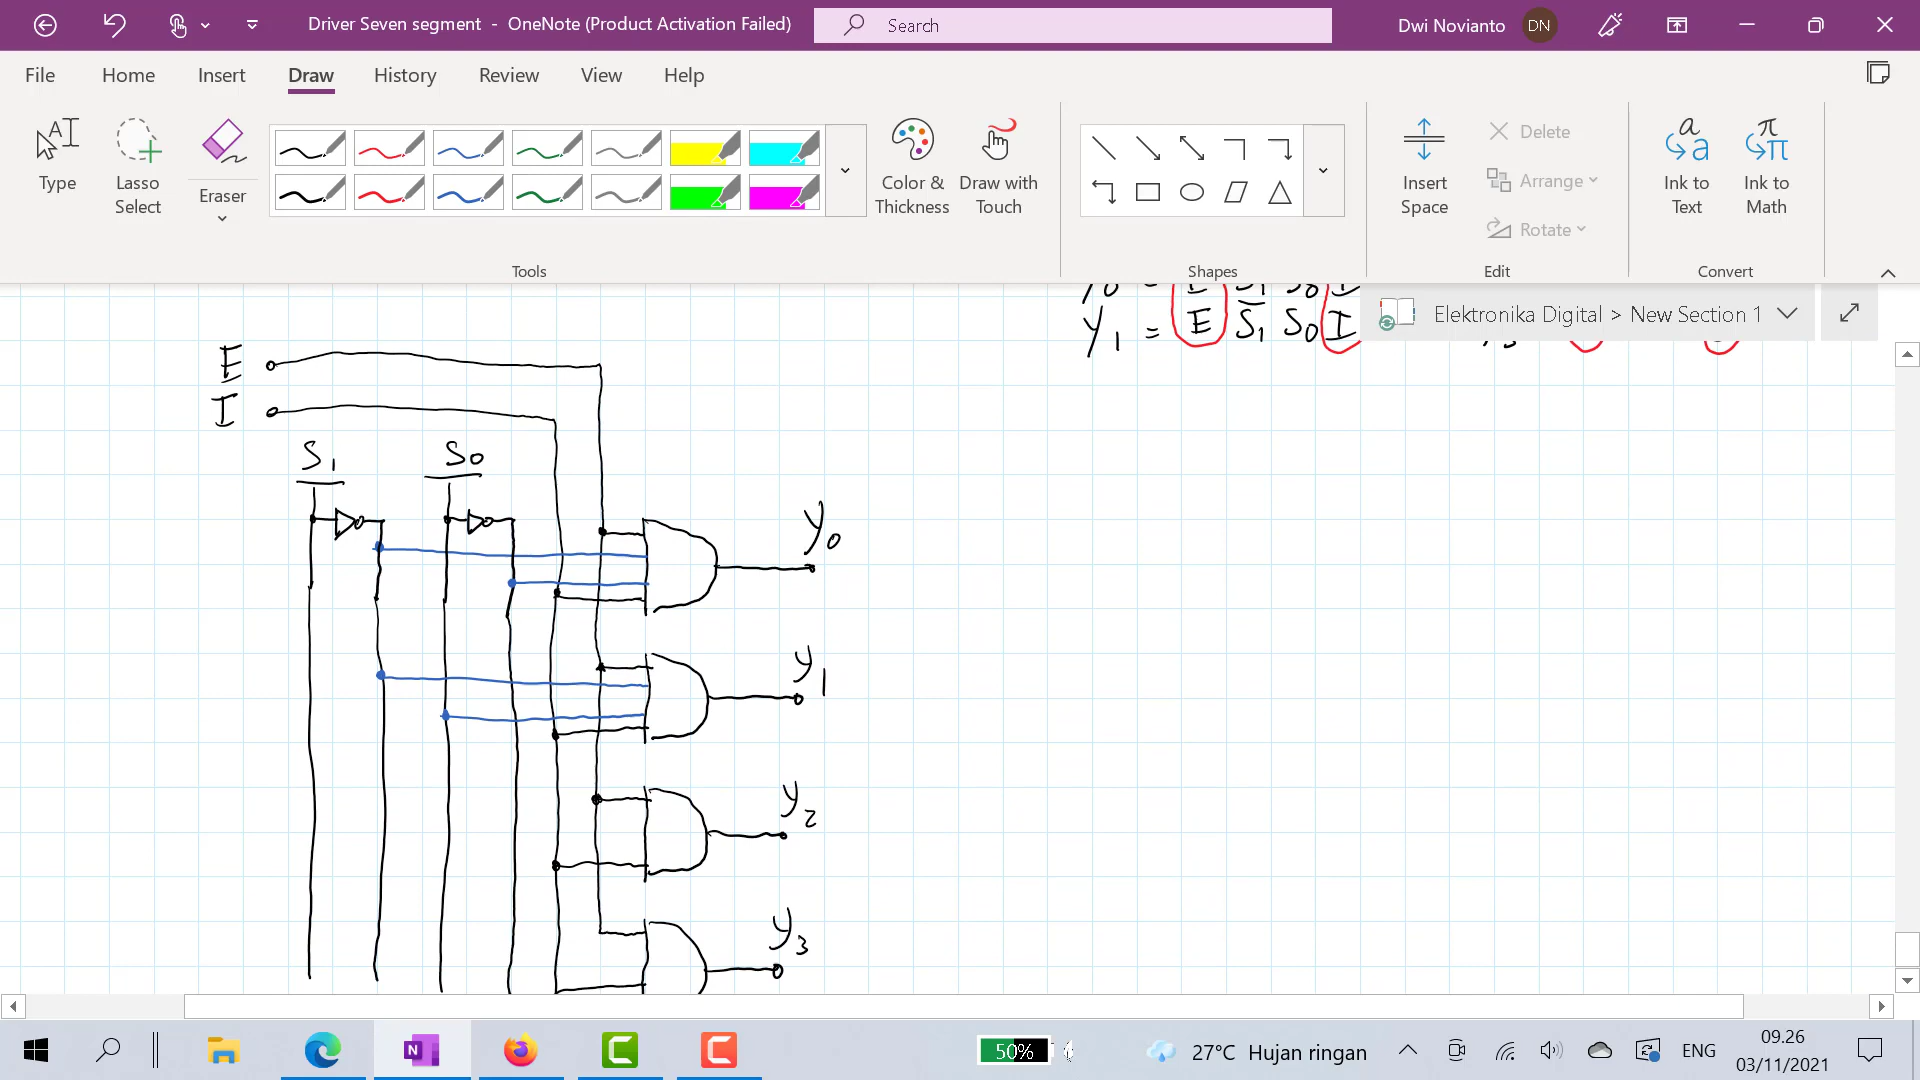 Driver Seven segment - OneNote (Product Activation Failed)
Search
Dwi Novianto
DN
File Home Insert Draw History Review View Help
Type
Lasso Select
Eraser
Color & Thickness
Draw with Touch
Insert Space
Delete
Arrange
Rotate
Ink to Text
Ink to Math
Tools
Shapes
Edit
Convert
Elektronika Digital > New Section 1
y₁ = E S̅₁ S₀ I
E
I
S₁ S₀
y₀
y₁
y₂
y₃
50%
27°C Hujan ringan
ENG
09.26
03/11/2021